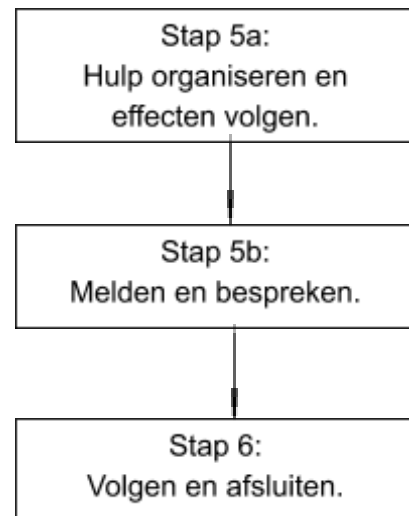 Stap 5a:
Hulp organiseren en
effecten volgen.
Stap 5b:
Melden en bespreken.
Stap 6:
Volgen en afsluiten.